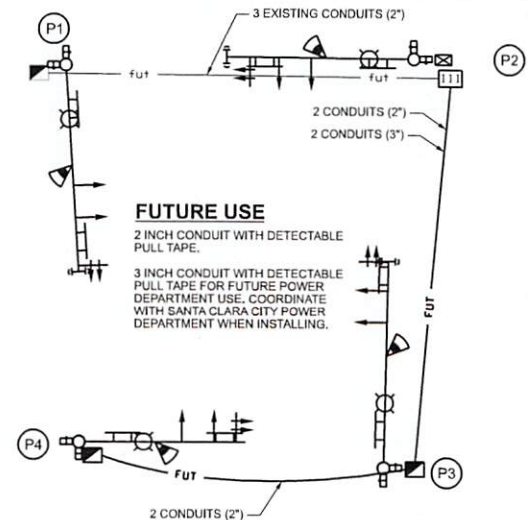 P1
3 EXISTING CONDUITS (2")
P2
fut
fut
2 CONDUITS (2")
2 CONDUITS (3")
FUTURE USE
2 INCH CONDUIT WITH DETECTABLE
PULL TAPE.
3 INCH CONDUIT WITH DETECTABLE
PULL TAPE FOR FUTURE POWER
DEPARTMENT USE. COORDINATE
WITH SANTA CLARA CITY POWER
DEPARTMENT WHEN INSTALLING.
FUT
P4
FUT
P3
2 CONDUITS (2")